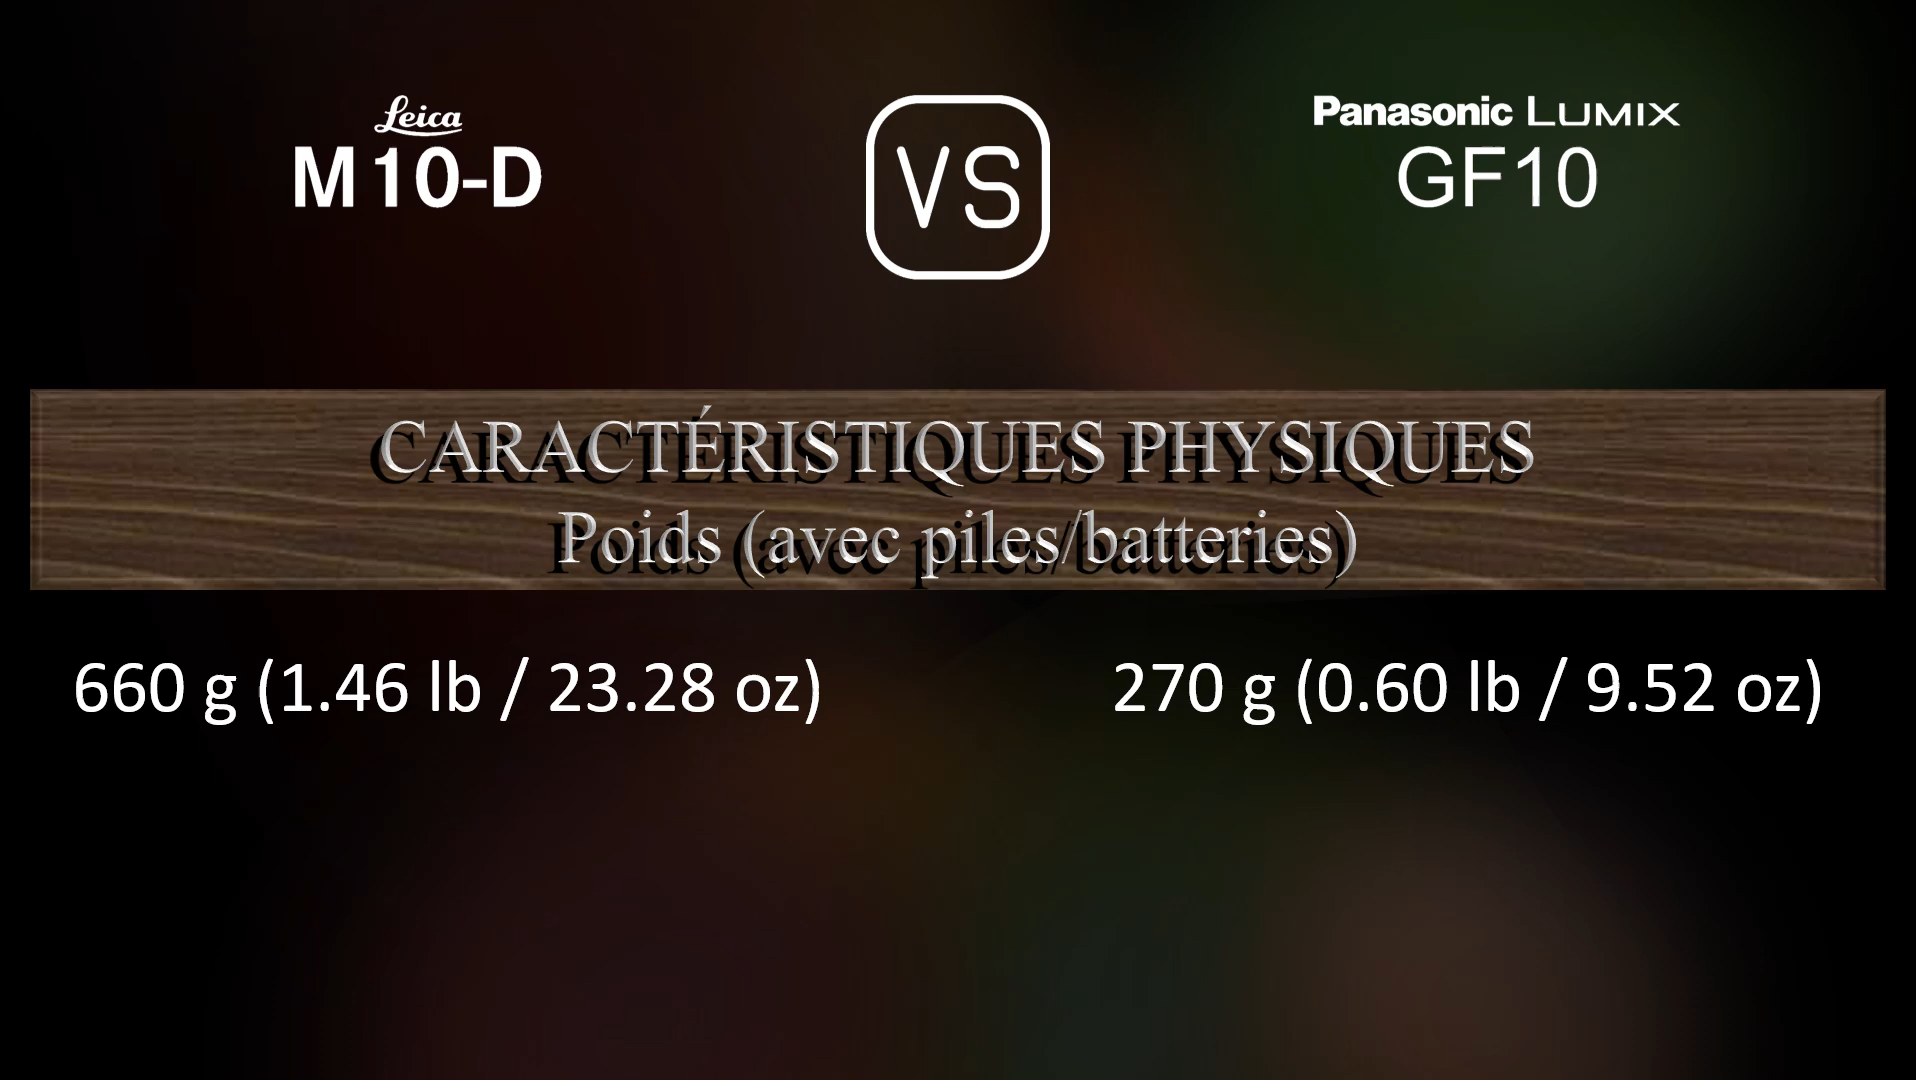 Leica
M10-D
VS
Panasonic LUMIX
GF10
CARACTÉRISTIQUES PHYSIQUES
Poids (avec piles/batteries)
660 g (1.46 lb / 23.28 oz)
270 g (0.60 lb / 9.52 oz)